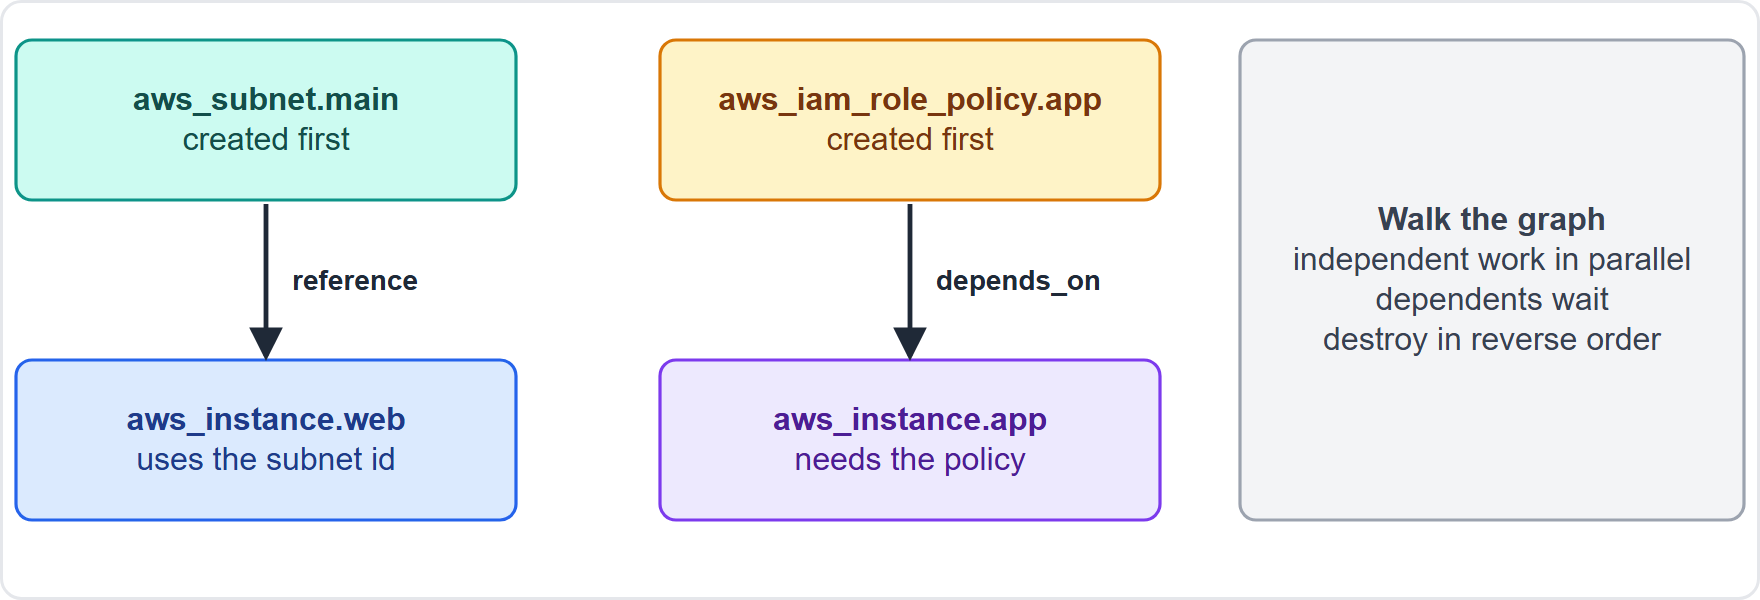 aws_subnet.main
created first
reference
aws_instance.web
uses the subnet id
aws_iam_role_policy.app
created first
depends_on
aws_instance.app
needs the policy
Walk the graph
independent work in parallel
dependents wait
destroy in reverse order